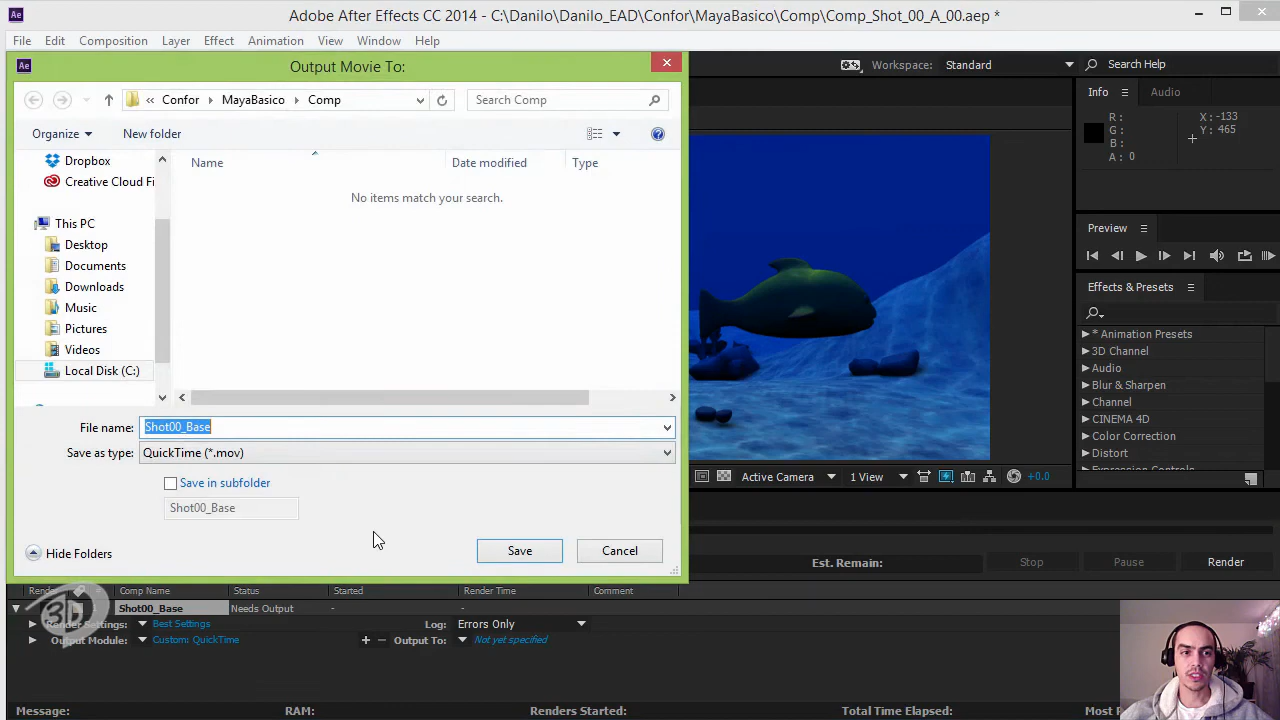 Adobe After Effects CC 2014 - C:\Danilo\Danilo_EAD\Confor\MayaBasico\Comp\Comp_Shot_00_A_00.aep *
File Edit Composition Layer Effect Animation View Window Help
Output Movie To:
Workspace: Standard
Search Help
« Confor MayaBasico Comp
Search Comp
Info Audio
R :
G :
B :
A : 0
X: -133
Y: 465
Organize New folder
Name Date modified Type
No items match your search.
Dropbox
Creative Cloud Fi
This PC
Desktop
Documents
Downloads
Music
Pictures
Videos
Local Disk (C:)
Preview
Effects & Presets
* Animation Presets
3D Channel
Audio
Blur & Sharpen
Channel
CINEMA 4D
Color Correction
Distort
Expression Controls
File name: Shot00_Base
Save as type: QuickTime (*.mov)
Save in subfolder
Shot00_Base
Hide Folders
Save Cancel
Active Camera 1 View +0.0
Est. Remain: Stop Pause Render
Render Comp Name Status Started Render Time Comment
Shot00_Base Needs Output - -
Render Settings: Best Settings Log: Errors Only
Output Module: Custom: QuickTime + − Output To: Not yet specified
3D
Message: RAM: Renders Started: Total Time Elapsed: Most